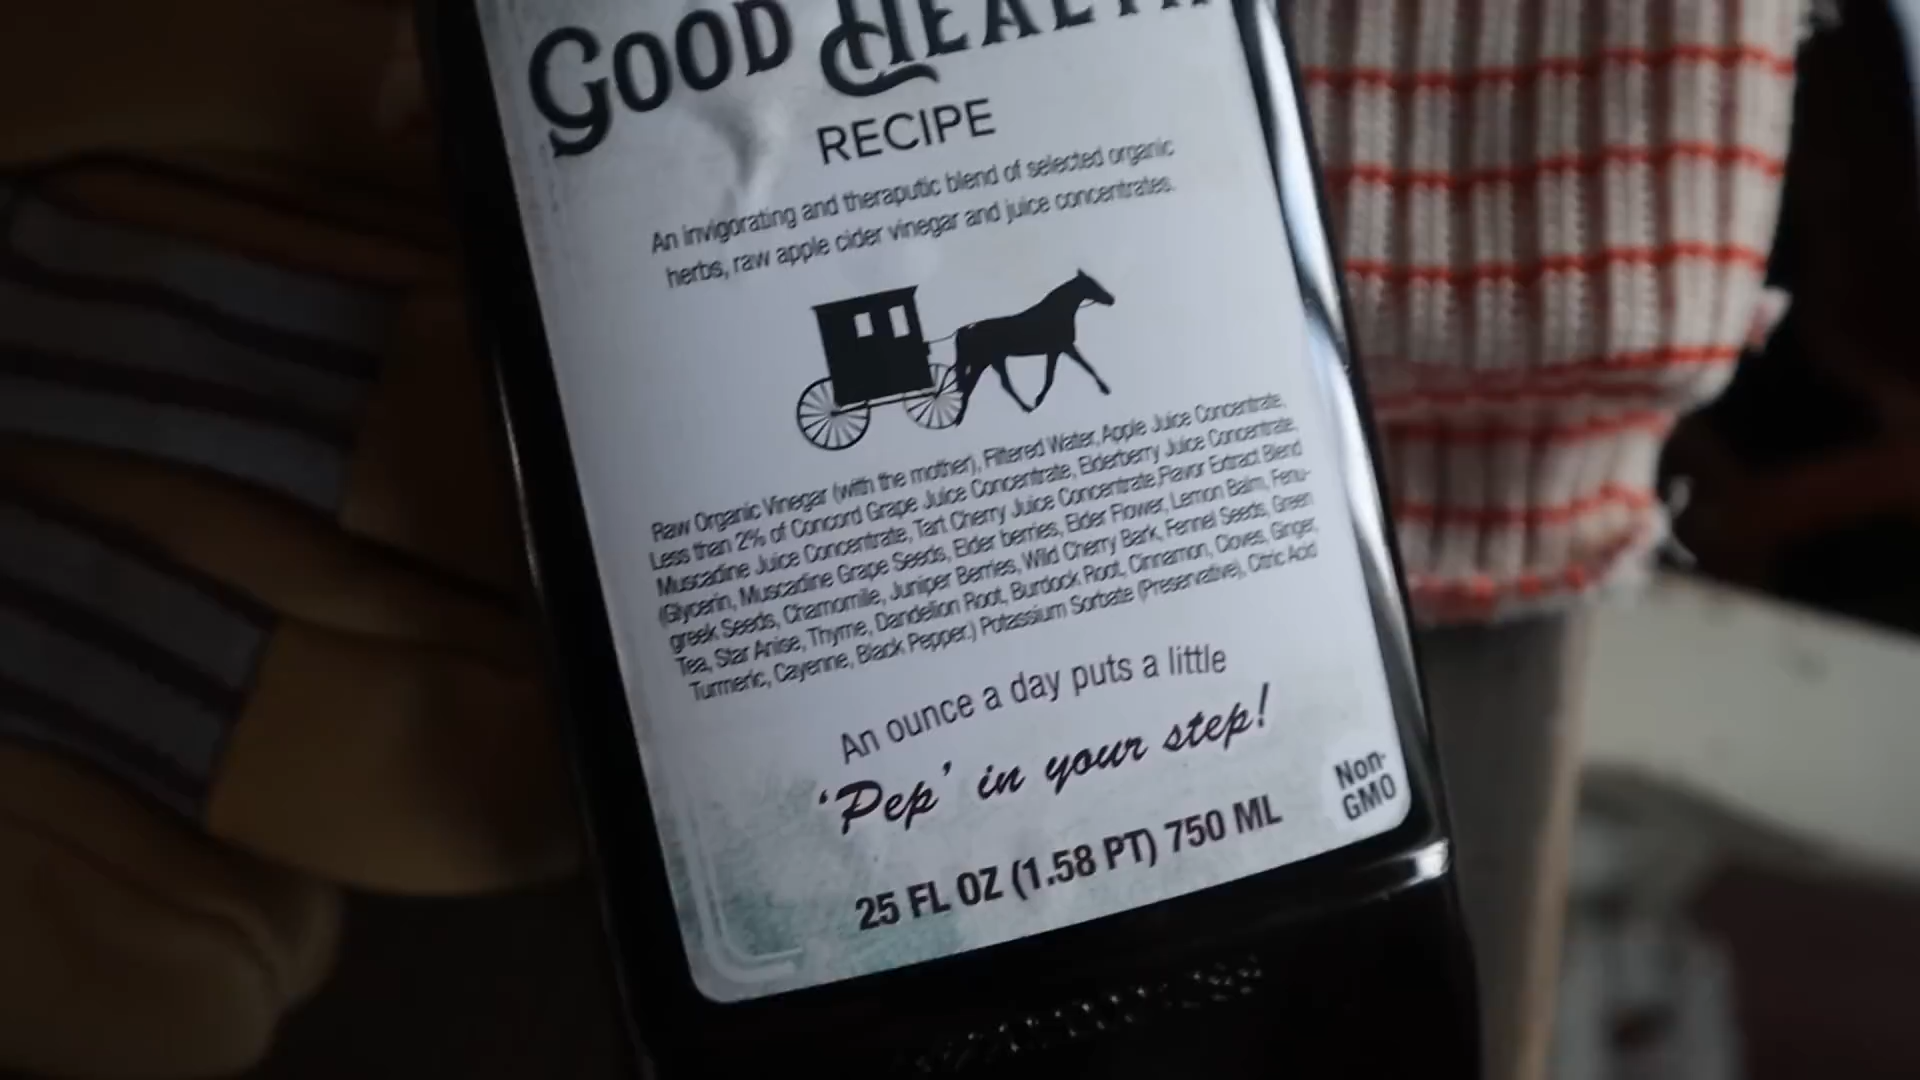 GOOD HEALTH
RECIPE
An invigorating and theraputic blend of selected organic
herbs, raw apple cider vinegar and juice concentrates.
Raw Organic Vinegar (with the mother), Filtered Water, Apple Juice Concentrate,
Less than 2% of Concord Grape Juice Concentrate, Elderberry Juice Concentrate,
Muscadine Juice Concentrate, Tart Cherry Juice Concentrate,Flavor Extract Blend
(Glycerin, Muscadine Grape Seeds, Elder berries, Elder Flower, Lemon Balm, Fenu-
greek Seeds, Chamomile, Juniper Berries, Wild Cherry Bark, Fennel Seeds, Green
Tea, Star Anise, Thyme, Dandelion Root, Burdock Root, Cinnamon, Cloves, Ginger,
Turmeric, Cayenne, Black Pepper.) Potassium Sorbate (Preservative), Citric Acid
An ounce a day puts a little
'Pep' in your step!
Non-
GMO
25 FL OZ (1.58 PT) 750 ML